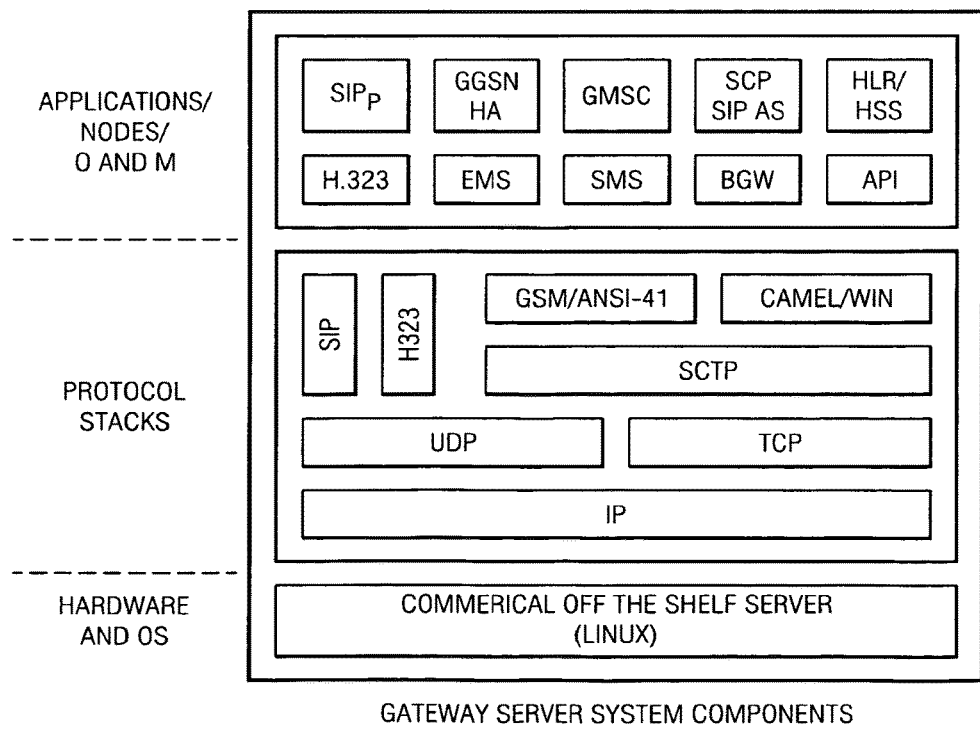 APPLICATIONS/
NODES/
O AND M
SIPP
GGSN
HA
GMSC
SCP
SIP AS
HLR/
HSS
H.323
EMS
SMS
BGW
API
PROTOCOL
STACKS
SIP
H323
GSM/ANSI-41
CAMEL/WIN
SCTP
UDP
TCP
IP
HARDWARE
AND OS
COMMERICAL OFF THE SHELF SERVER
(LINUX)
GATEWAY SERVER SYSTEM COMPONENTS